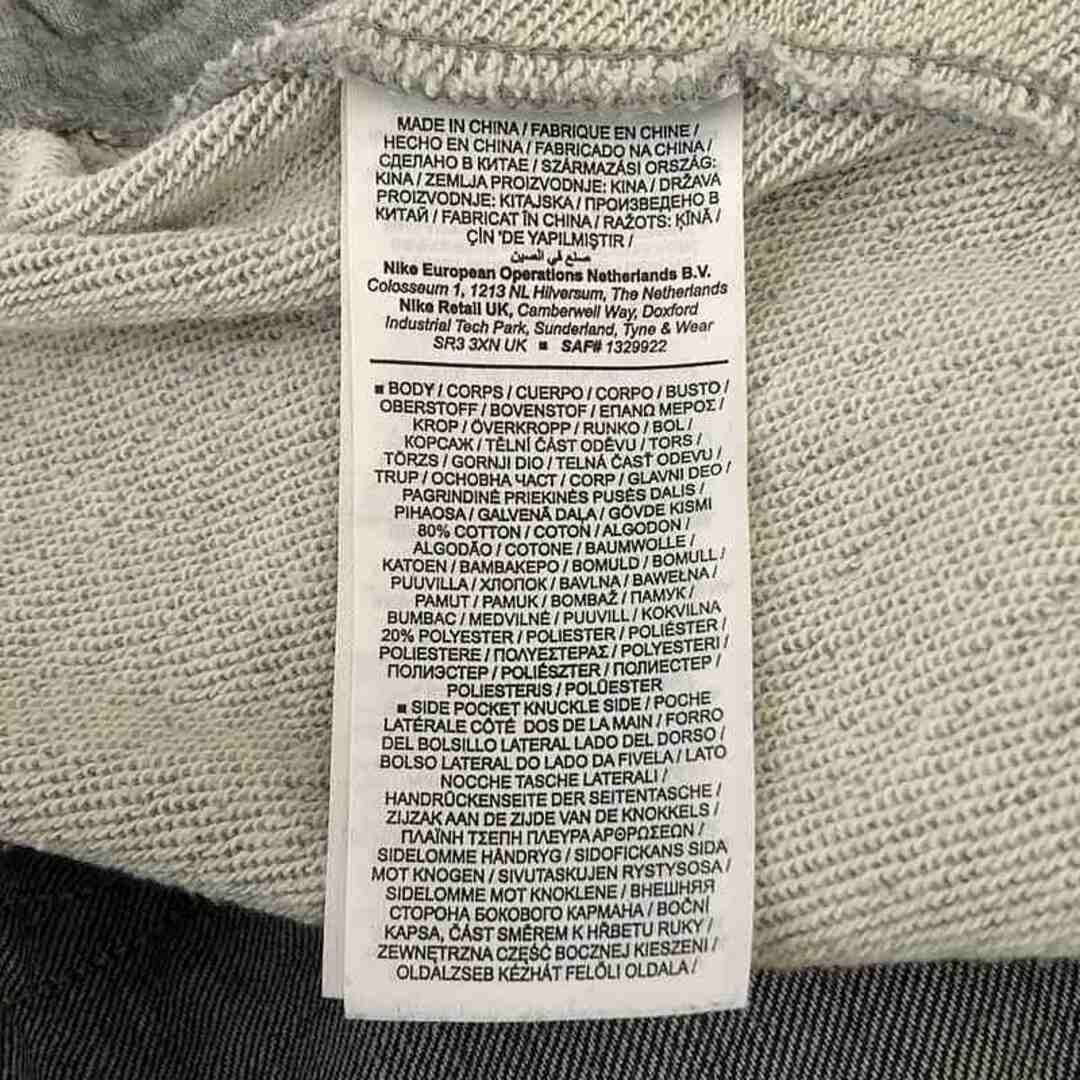 MADE IN CHINA / FABRIQUE EN CHINE /
HECHO EN CHINA / FABRICADO NA CHINA /
СДЕЛАНО В КИТАЕ / SZÁRMAZÁSI ORSZÁG:
KINA / ZEMLJA PROIZVODNJE: KINA / DRŽAVA
PROIZVODNJE: KITAJSKA / ПРОИЗВЕДЕНО В
КИТАЙ / FABRICAT ÎN CHINA / RAŽOTS: ĶĪNĀ /
ÇİN 'DE YAPILMIŞTIR /
صنع في الصين
Nike European Operations Netherlands B.V.
Colosseum 1, 1213 NL Hilversum, The Netherlands
Nike Retail UK, Camberwell Way, Doxford
Industrial Tech Park, Sunderland, Tyne & Wear
SR3 3XN UK ■ SAF# 1329922
■ BODY / CORPS / CUERPO / CORPO / BUSTO /
OBERSTOFF / BOVENSTOF / ΕΠΑΝΩ ΜΕΡΟΣ /
KROP / ÖVERKROPP / RUNKO / BOL /
КОРСАЖ / TĚLNÍ ČÁST ODĚVU / TORS /
TÖRZS / GORNJI DIO / TELNÁ ČASŤ ODEVU /
TRUP / ОСНОВНА ЧАСТ / CORP / GLAVNI DEO /
PAGRINDINĖ PRIEKINĖS PUSĖS DALIS /
PIHAOSA / GALVENĀ DAĻA / GÖVDE KISMI
80% COTTON / COTON / ALGODON /
ALGODÃO / COTONE / BAUMWOLLE /
KATOEN / ΒΑΜΒΑΚΕΡΟ / BOMULD / BOMULL /
PUUVILLA / ХЛОПОК / BAVLNA / BAWEŁNA /
PAMUT / PAMUK / BOMBAŽ / ПАМУК /
BUMBAC / MEDVILNĖ / PUUVILL / KOKVILNA
20% POLYESTER / POLIESTER / POLIÉSTER /
POLIESTERE / ΠΟΛΥΕΣΤΕΡΑΣ / POLYESTERI /
ПОЛИЭСТЕР / POLIÉSZTER / ПОЛИЕСТЕР /
POLIESTERIS / POLÜESTER
■ SIDE POCKET KNUCKLE SIDE / POCHE
LATÉRALE CÔTÉ DOS DE LA MAIN / FORRO
DEL BOLSILLO LATERAL LADO DEL DORSO /
BOLSO LATERAL DO LADO DA FIVELA / LATO
NOCCHE TASCHE LATERALI /
HANDRÜCKENSEITE DER SEITENTASCHE /
ZIJZAK AAN DE ZIJDE VAN DE KNOKKELS /
ΠΛΑΪΝΗ ΤΣΕΠΗ ΠΛΕΥΡΑ ΑΡΘΡΩΣΕΩΝ /
SIDELOMME HÅNDRYG / SIDOFICKANS SIDA
MOT KNOGEN / SIVUTASKUJEN RYSTYSOSA /
SIDELOMME MOT KNOKLENE / ВНЕШНЯЯ
СТОРОНА БОКОВОГО КАРМАНА / BOČNÍ
KAPSA, ČÁST SMĚREM K HŘBETU RUKY /
ZEWNĘTRZNA CZĘŚĆ BOCZNEJ KIESZENI /
OLDALZSEB KÉZHÁT FELŐLI OLDALA /